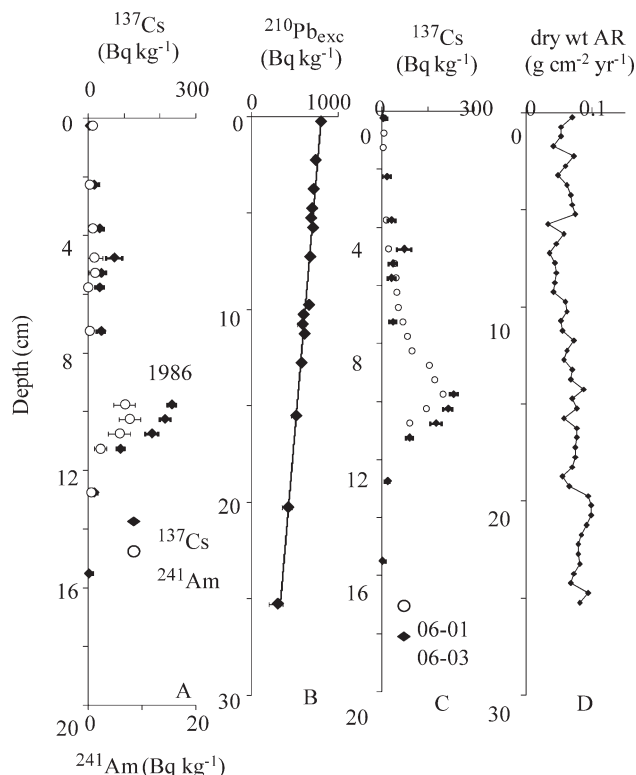 137Cs
(Bq kg-1)
0 300
0
4
8
12
16
20
Depth (cm)
1986
137Cs
241Am
A
0 20
241Am (Bq kg-1)
210Pbexc
(Bq kg-1)
0 1000
0
10
20
30
B
137Cs
(Bq kg-1)
0 300
0
4
8
12
16
20
06-01
06-03
C
dry wt AR
(g cm-2 yr-1)
0 0.1
0
10
20
30
D